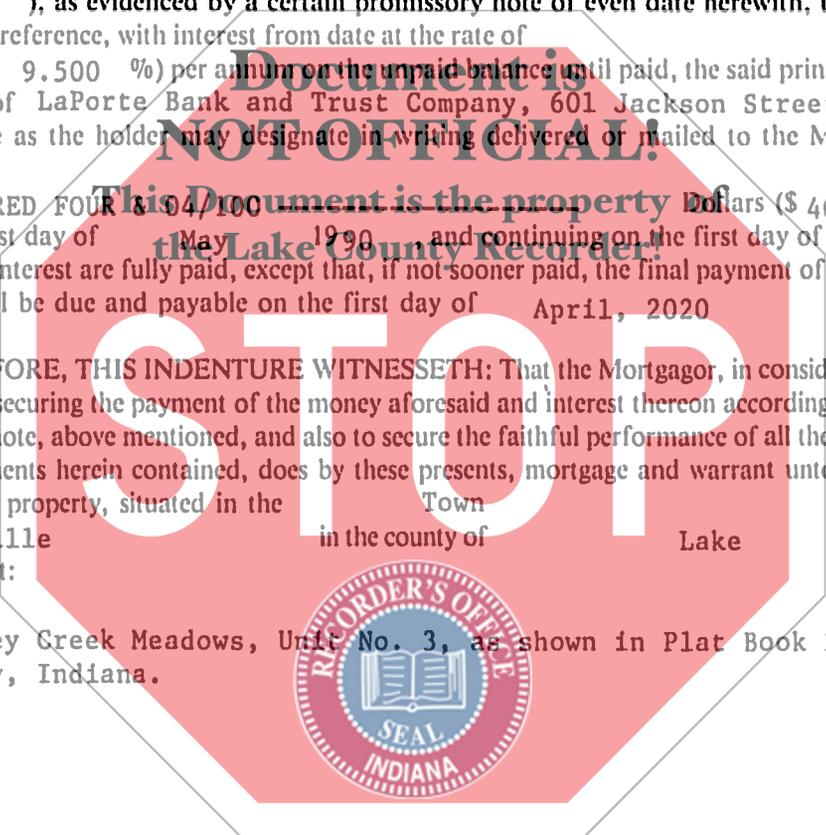 ), as evidenced by a certain promissory note of even date herewith, t
reference, with interest from date at the rate of
9.500 %) per annum on the unpaid balance until paid, the said prin
Document is
of LaPorte Bank and Trust Company, 601 Jackson Stree
e as the holder may designate in writing delivered or mailed to the M
NOT OFFICIAL!
RED FOUR & 04/100 Dollars ($ 4
This Document is the property of
st day of May 1990 , and continuing on the first day of
the Lake County Recorder!
nterest are fully paid, except that, if not sooner paid, the final payment of
l be due and payable on the first day of April, 2020
STOP
FORE, THIS INDENTURE WITNESSETH: That the Mortgagor, in consid
securing the payment of the money aforesaid and interest thereon according
note, above mentioned, and also to secure the faithful performance of all the
ents herein contained, does by these presents, mortgage and warrant unto
property, situated in the Town
lle in the county of Lake
t:
ey Creek Meadows, Unit No. 3, as shown in Plat Book
y, Indiana.
RECORDER'S OFFICE
SEAL
INDIANA